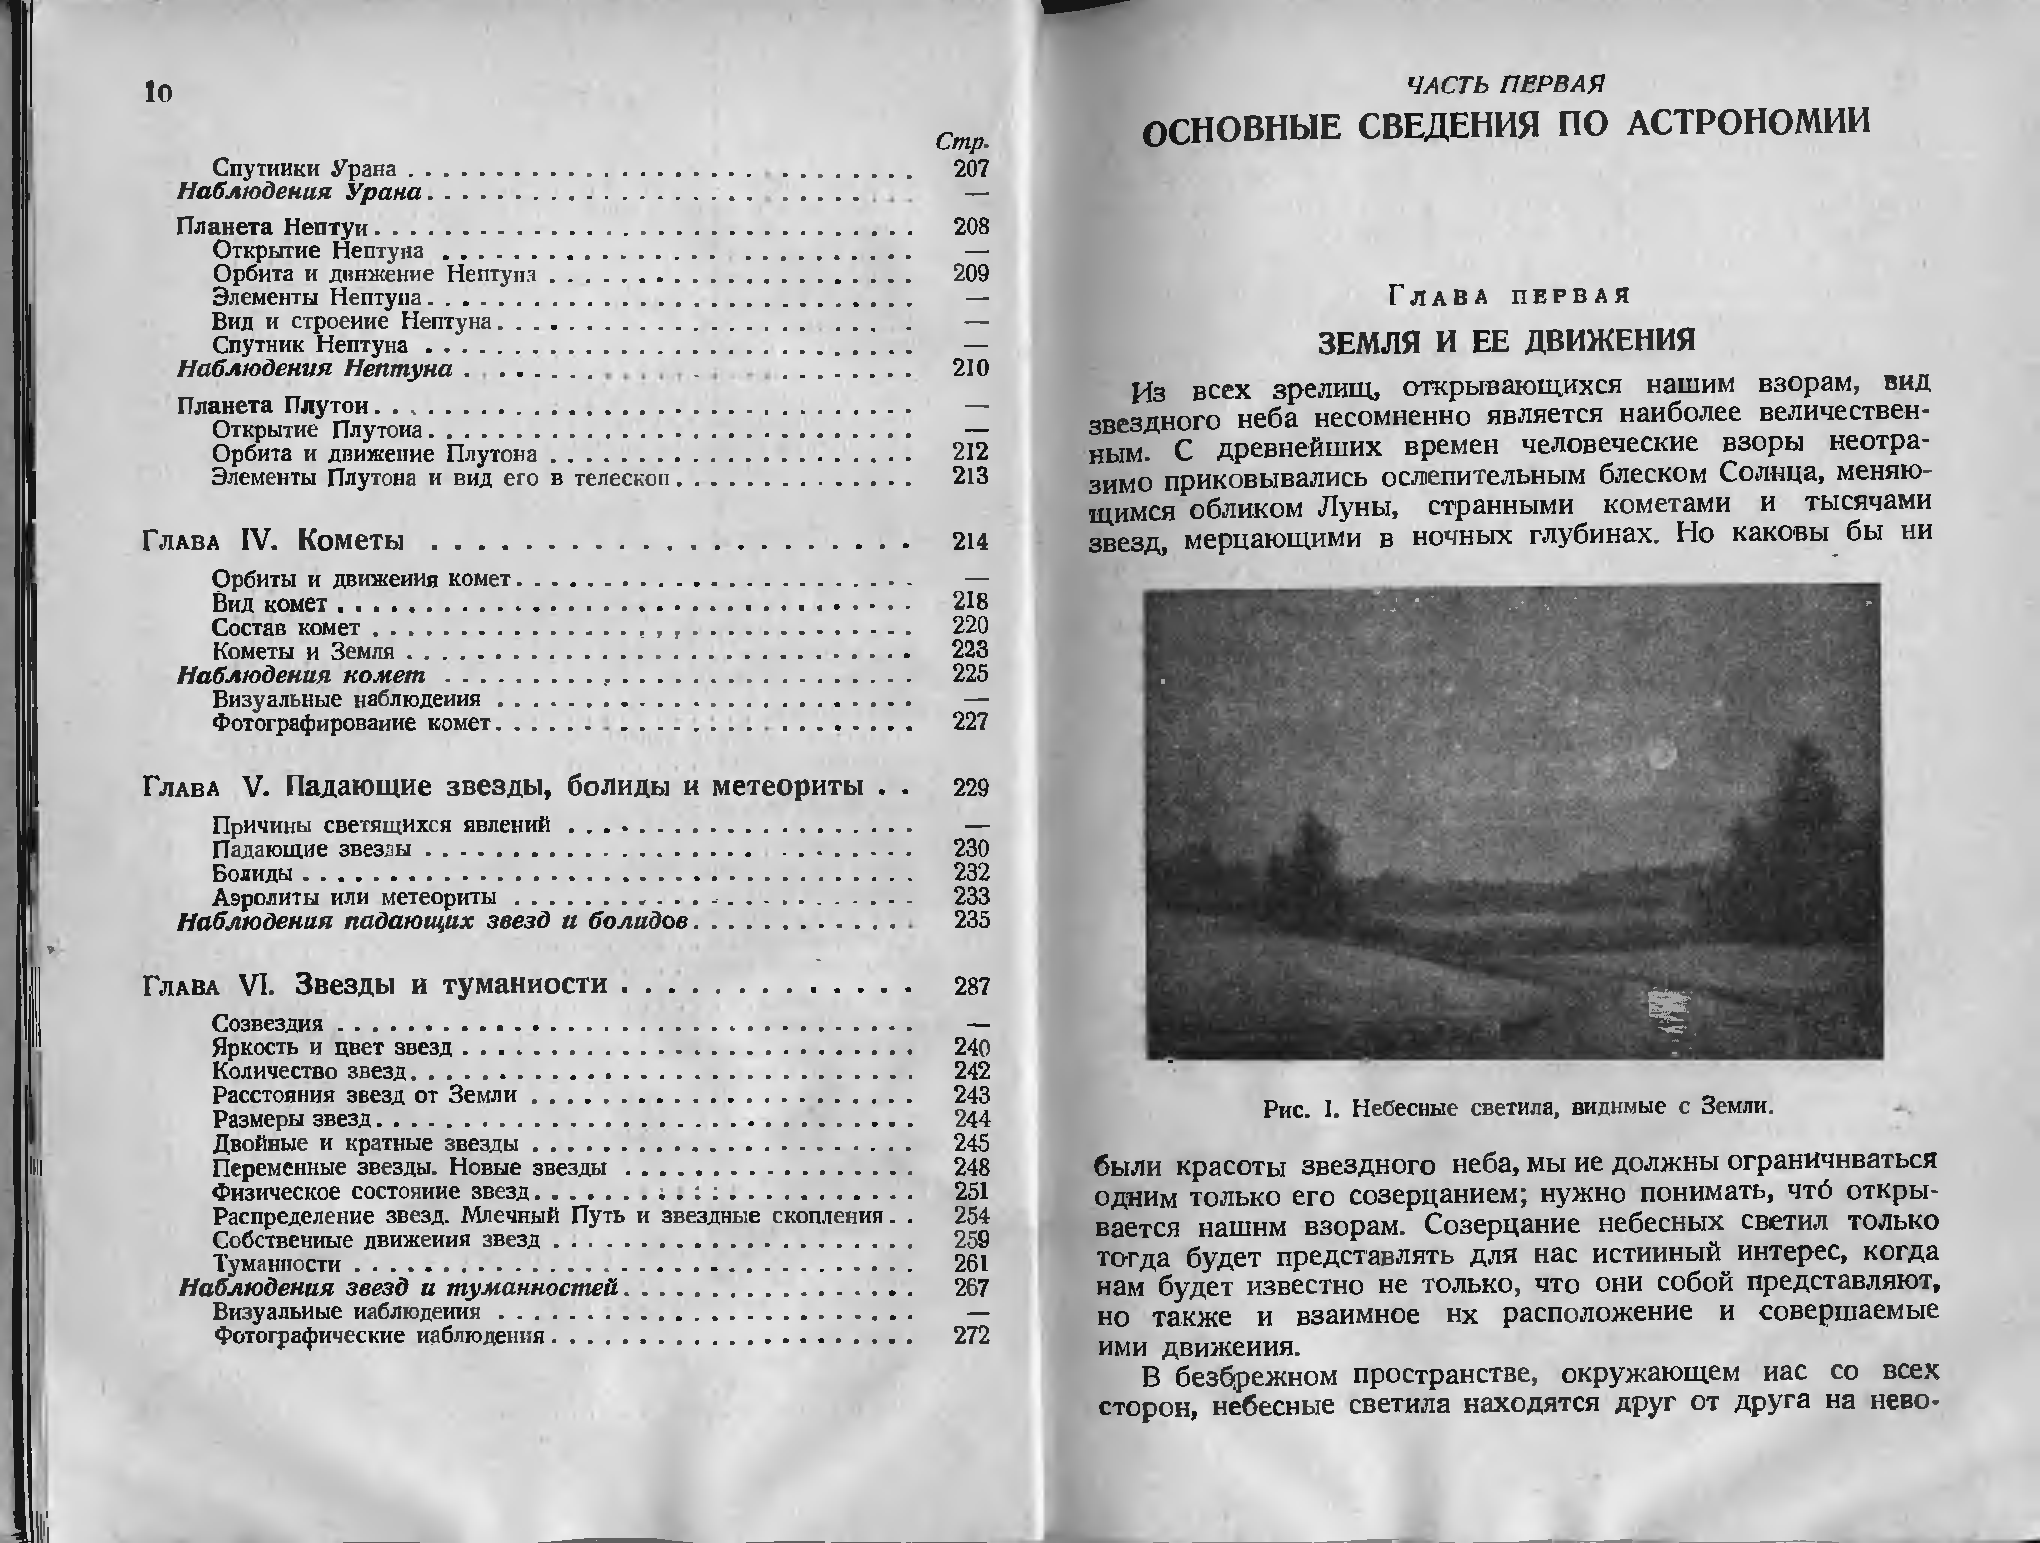 10
Стр.
Спутники Урана . . . 207
Наблюдения Урана . . . —
Планета Нептун . . . 208
Открытие Нептуна . . . —
Орбита и движение Нептуна . . . 209
Элементы Нептуна . . . —
Вид и строение Нептуна . . . —
Спутник Нептуна . . . —
Наблюдения Нептуна . . . 210
Планета Плутон . . . —
Открытие Плутона . . . —
Орбита и движение Плутона . . . 212
Элементы Плутона и вид его в телескоп . . . 213
Глава IV. Кометы . . . 214
Орбиты и движения комет . . . —
Вид комет . . . 218
Состав комет . . . 220
Кометы и Земля . . . 223
Наблюдения комет . . . 225
Визуальные наблюдения . . . —
Фотографирование комет . . . 227
Глава V. Падающие звезды, болиды и метеориты . . 229
Причины светящихся явлений . . . —
Падающие звезды . . . 230
Болиды . . . 232
Аэролиты или метеориты . . . 233
Наблюдения падающих звезд и болидов . . . 235
Глава VI. Звезды и туманности . . . 287
Созвездия . . . —
Яркость и цвет звезд . . . 240
Количество звезд . . . 242
Расстояния звезд от Земли . . . 243
Размеры звезд . . . 244
Двойные и кратные звезды . . . 245
Переменные звезды. Новые звезды . . . 248
Физическое состояние звезд . . . 251
Распределение звезд. Млечный Путь и звездные скопления . . 254
Собственные движения звезд . . . 259
Туманности . . . 261
Наблюдения звезд и туманностей . . . 267
Визуальные наблюдения . . . —
Фотографические наблюдения . . . 272
ЧАСТЬ ПЕРВАЯ
ОСНОВНЫЕ СВЕДЕНИЯ ПО АСТРОНОМИИ
Глава первая
ЗЕМЛЯ И ЕЕ ДВИЖЕНИЯ
Из всех зрелищ, открывающихся нашим взорам, вид
звездного неба несомненно является наиболее величествен-
ным. С древнейших времен человеческие взоры неотра-
зимо приковывались ослепительным блеском Солнца, меняю-
щимся обликом Луны, странными кометами и тысячами
звезд, мерцающими в ночных глубинах. Но каковы бы ни
Рис. 1. Небесные светила, видимые с Земли.
были красоты звездного неба, мы не должны ограничиваться
одним только его созерцанием; нужно понимать, что́ откры-
вается нашим взорам. Созерцание небесных светил только
тогда будет представлять для нас истинный интерес, когда
нам будет известно не только, что они собой представляют,
но также и взаимное их расположение и совершаемые
ими движения.
В безбрежном пространстве, окружающем нас со всех
сторон, небесные светила находятся друг от друга на нево-